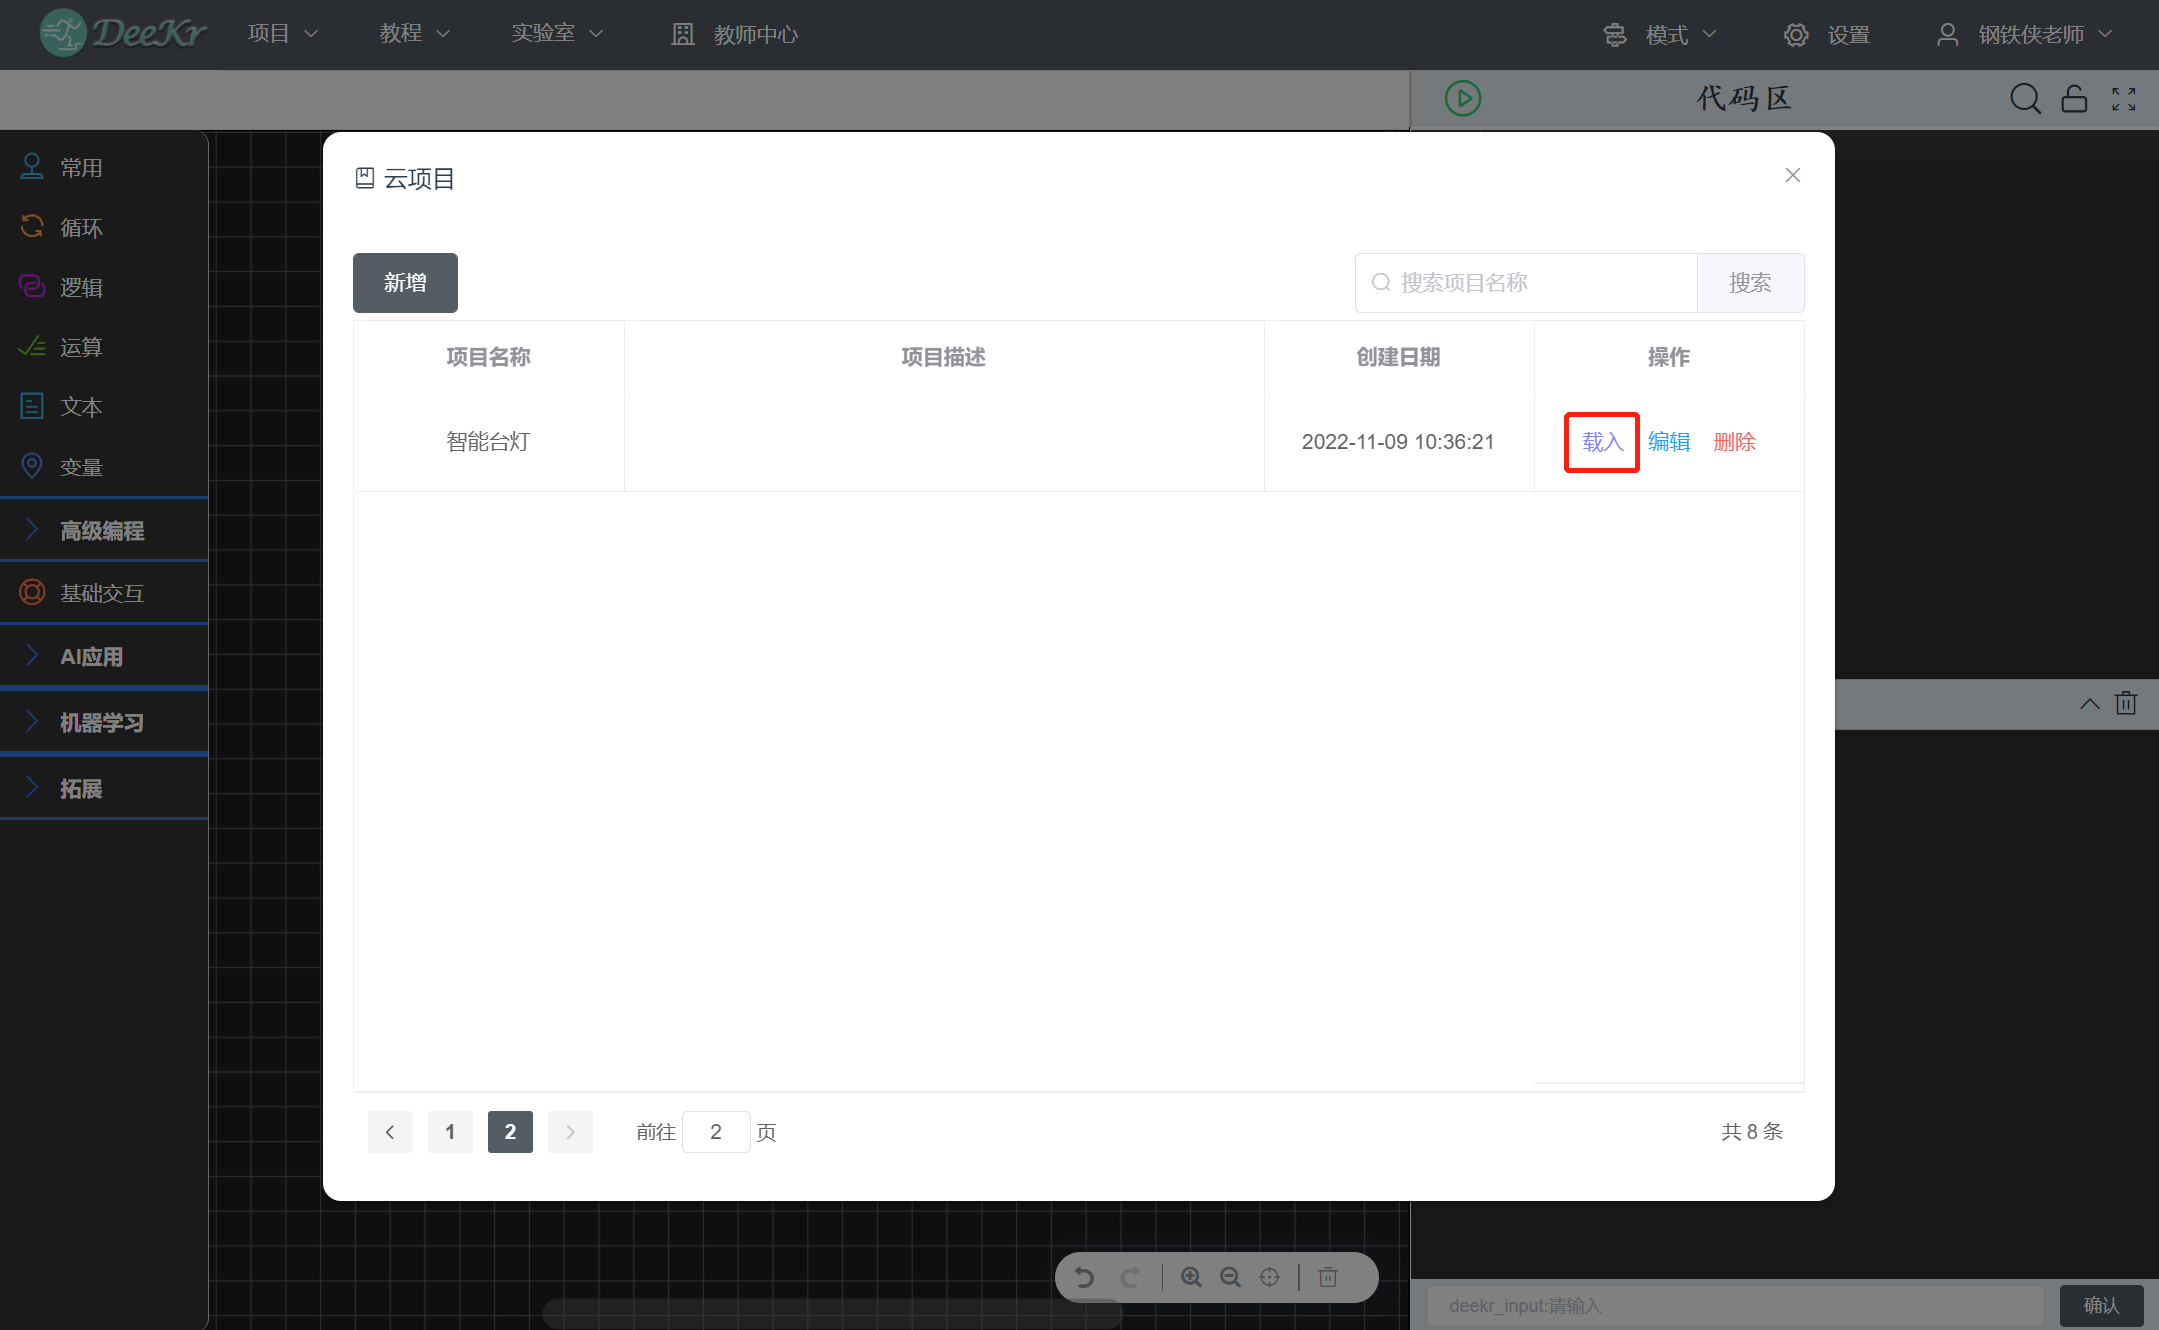 DeeKr 项目 教程 实验室 教师中心 模式 设置 钢铁侠老师
代码区
常用
循环
逻辑
运算
文本
变量
高级编程
基础交互
AI应用
机器学习
拓展
云项目
新增 搜索项目名称 搜索
项目名称 项目描述 创建日期 操作
智能台灯 2022-11-09 10:36:21 载入 编辑 删除
1 2 前往 2 页 共 8 条
deekr_input:请输入 确认